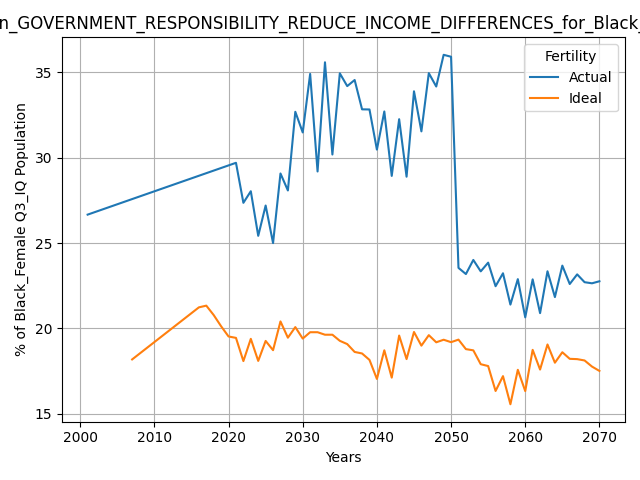 n_GOVERNMENT_RESPONSIBILITY_REDUCE_INCOME_DIFFERENCES_for_Black_
Fertility
Actual
Ideal
35
30
25
20
15
% of Black_Female Q3_IQ Population
2000 2010 2020 2030 2040 2050 2060 2070
Years